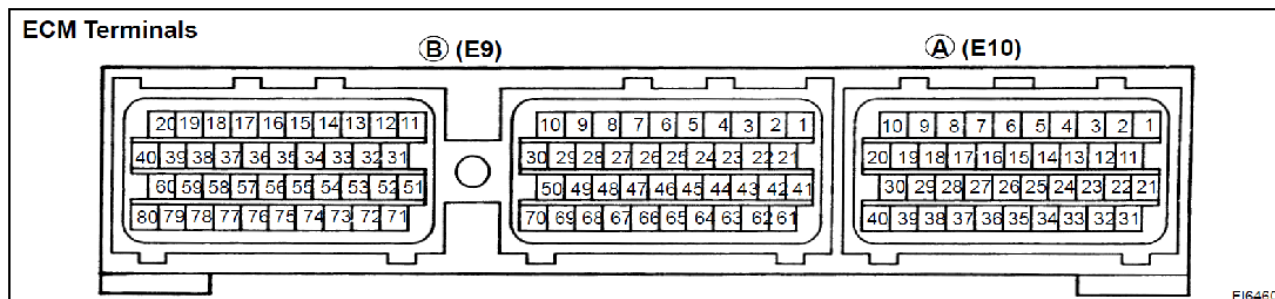 ECM Terminals
B (E9)
A (E10)
20 19 18 17 16 15 14 13 12 11
10 9 8 7 6 5 4 3 2 1
10 9 8 7 6 5 4 3 2 1
40 39 38 37 36 35 34 33 32 31
30 29 28 27 26 25 24 23 22 21
20 19 18 17 16 15 14 13 12 11
60 59 58 57 56 55 54 53 52 51
50 49 48 47 46 45 44 43 42 41
30 29 28 27 26 25 24 23 22 21
80 79 78 77 76 75 74 73 72 71
70 69 68 67 66 65 64 63 62 61
40 39 38 37 36 35 34 33 32 31